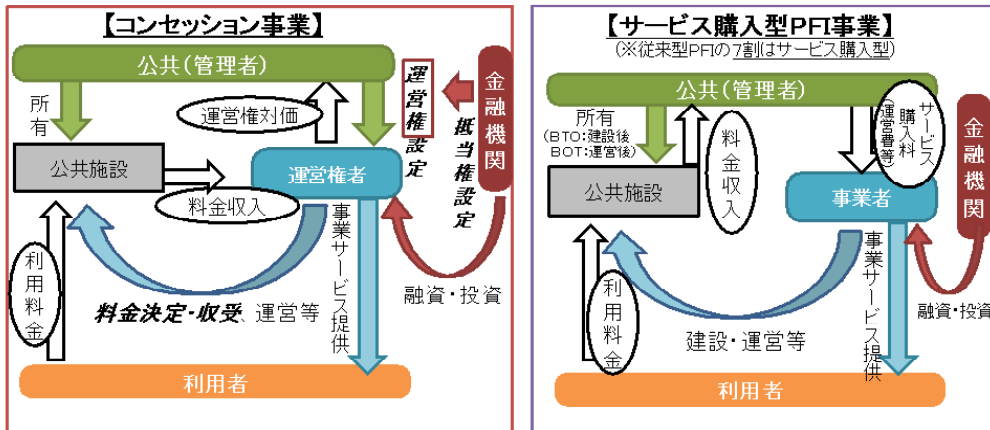 【コンセッション事業】
公共（管理者）
所有
運営権対価
運営権設定
金融機関
抵当権設定
公共施設
運営権者
料金収入
利用料金
料金決定・収受、運営等
事業サービス提供
融資・投資
利用者
【サービス購入型PFI事業】
（※従来型PFIの7割はサービス購入型）
公共（管理者）
所有
（BTO：建設後
BOT：運営後）
料金収入
サービス
購入料
（運営費等）
金融機関
公共施設
事業者
利用料金
建設・運営等
事業サービス提供
融資・投資
利用者